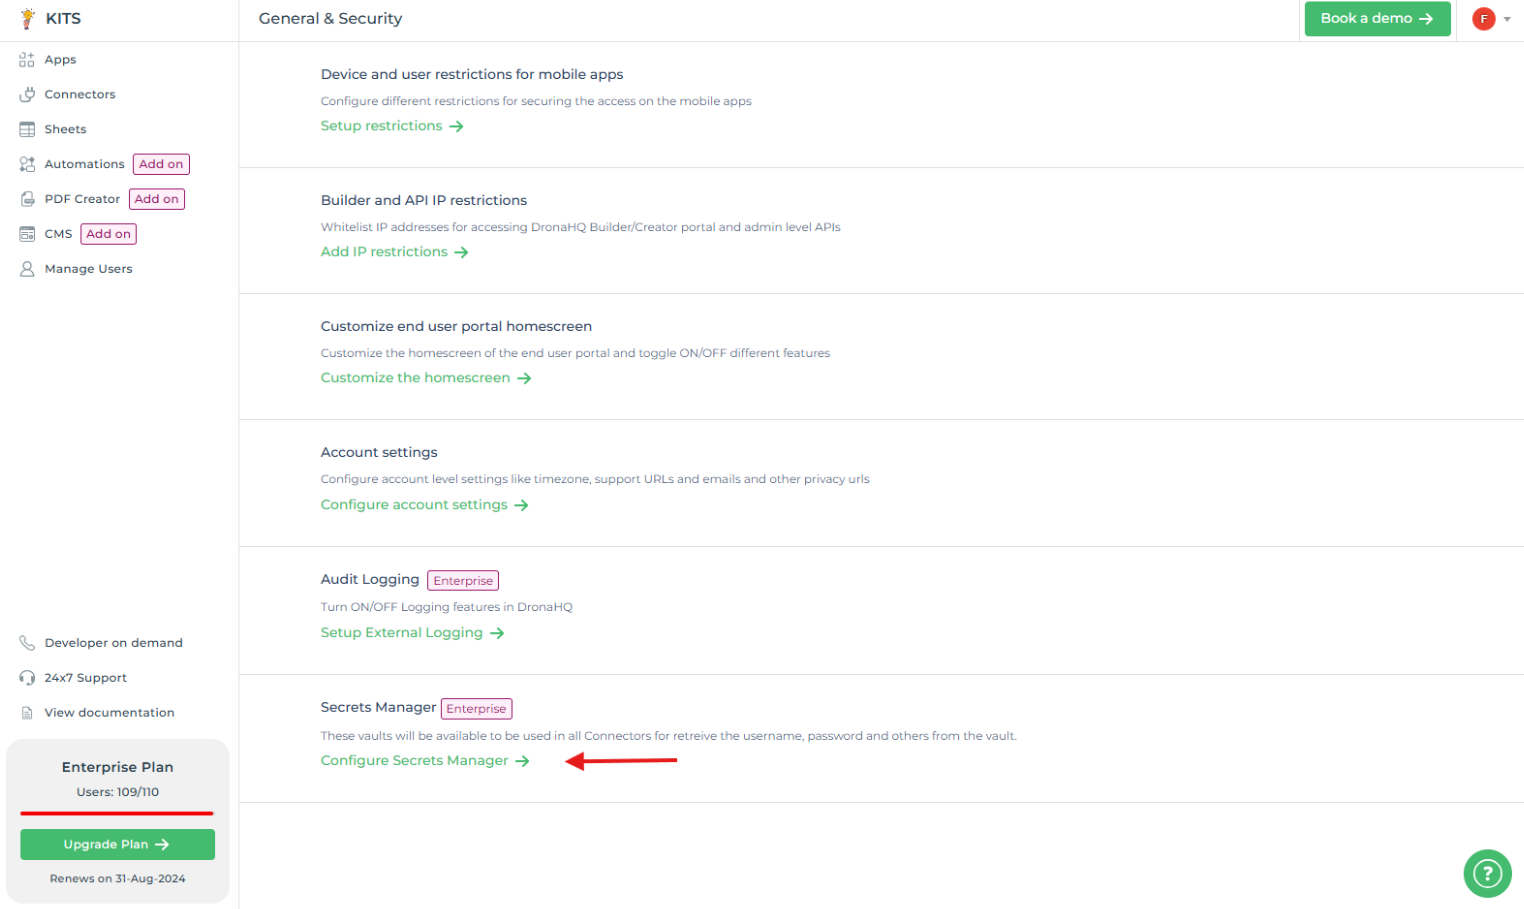 KITS
General & Security
Book a demo
F
Apps
Connectors
Sheets
Automations Add on
PDF Creator Add on
CMS Add on
Manage Users
Developer on demand
24x7 Support
View documentation
Enterprise Plan
Users: 109/110
Upgrade Plan
Renews on 31-Aug-2024
Device and user restrictions for mobile apps
Configure different restrictions for securing the access on the mobile apps
Setup restrictions
Builder and API IP restrictions
Whitelist IP addresses for accessing DronaHQ Builder/Creator portal and admin level APIs
Add IP restrictions
Customize end user portal homescreen
Customize the homescreen of the end user portal and toggle ON/OFF different features
Customize the homescreen
Account settings
Configure account level settings like timezone, support URLs and emails and other privacy urls
Configure account settings
Audit Logging Enterprise
Turn ON/OFF Logging features in DronaHQ
Setup External Logging
Secrets Manager Enterprise
These vaults will be available to be used in all Connectors for retreive the username, password and others from the vault.
Configure Secrets Manager
?